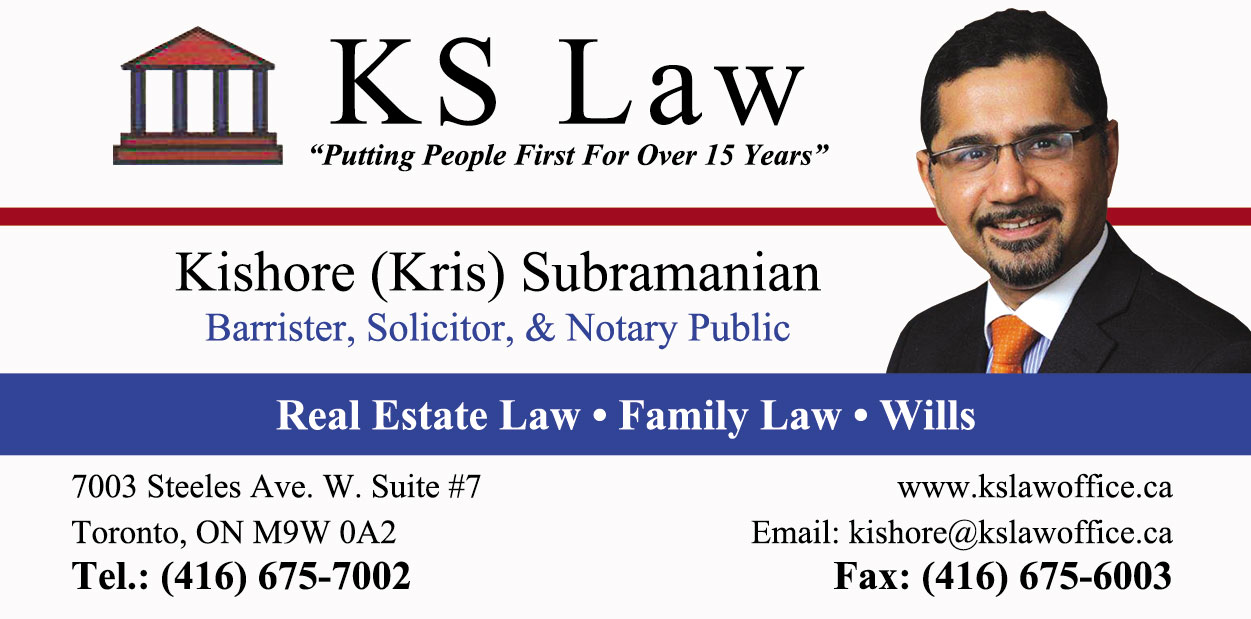 KS Law
“Putting People First For Over 15 Years”
Kishore (Kris) Subramanian
Barrister, Solicitor, & Notary Public
Real Estate Law • Family Law • Wills
7003 Steeles Ave. W. Suite #7
Toronto, ON M9W 0A2
Tel.: (416) 675-7002
www.kslawoffice.ca
Email: kishore@kslawoffice.ca
Fax: (416) 675-6003